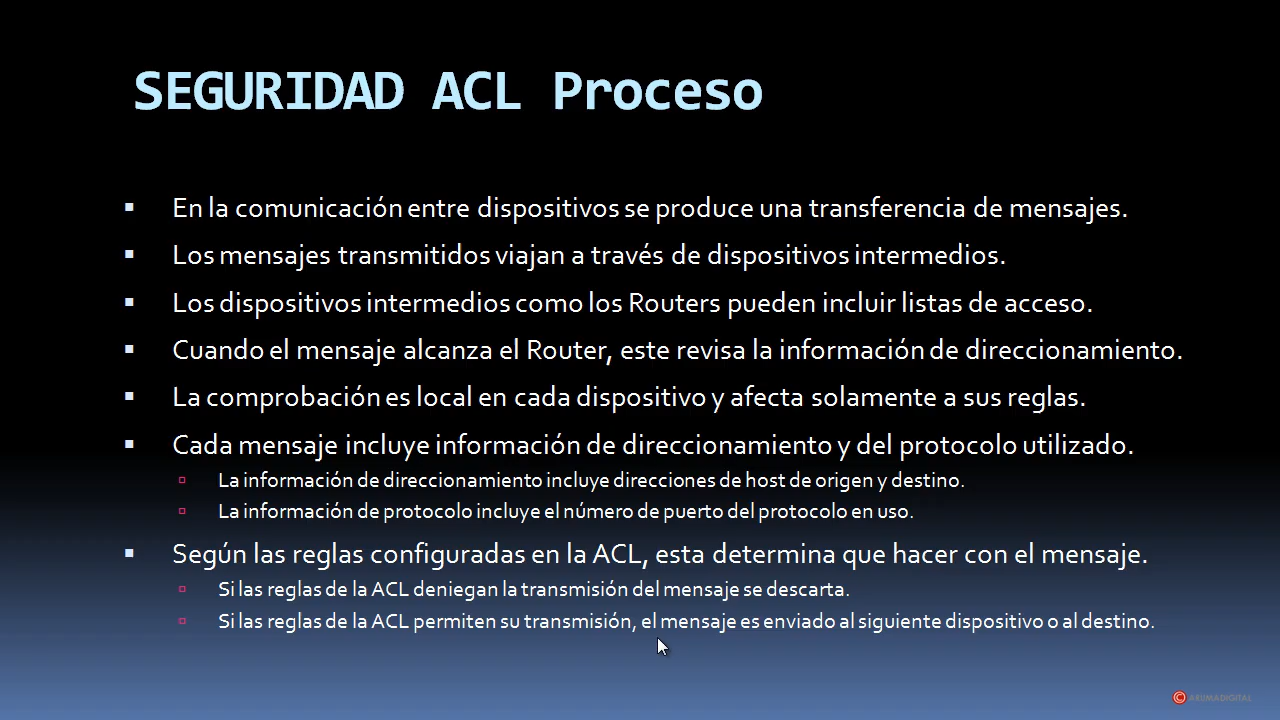 SEGURIDAD ACL Proceso
En la comunicación entre dispositivos se produce una transferencia de mensajes.
Los mensajes transmitidos viajan a través de dispositivos intermedios.
Los dispositivos intermedios como los Routers pueden incluir listas de acceso.
Cuando el mensaje alcanza el Router, este revisa la información de direccionamiento.
La comprobación es local en cada dispositivo y afecta solamente a sus reglas.
Cada mensaje incluye información de direccionamiento y del protocolo utilizado.
La información de direccionamiento incluye direcciones de host de origen y destino.
La información de protocolo incluye el número de puerto del protocolo en uso.
Según las reglas configuradas en la ACL, esta determina que hacer con el mensaje.
Si las reglas de la ACL deniegan la transmisión del mensaje se descarta.
Si las reglas de la ACL permiten su transmisión, el mensaje es enviado al siguiente dispositivo o al destino.